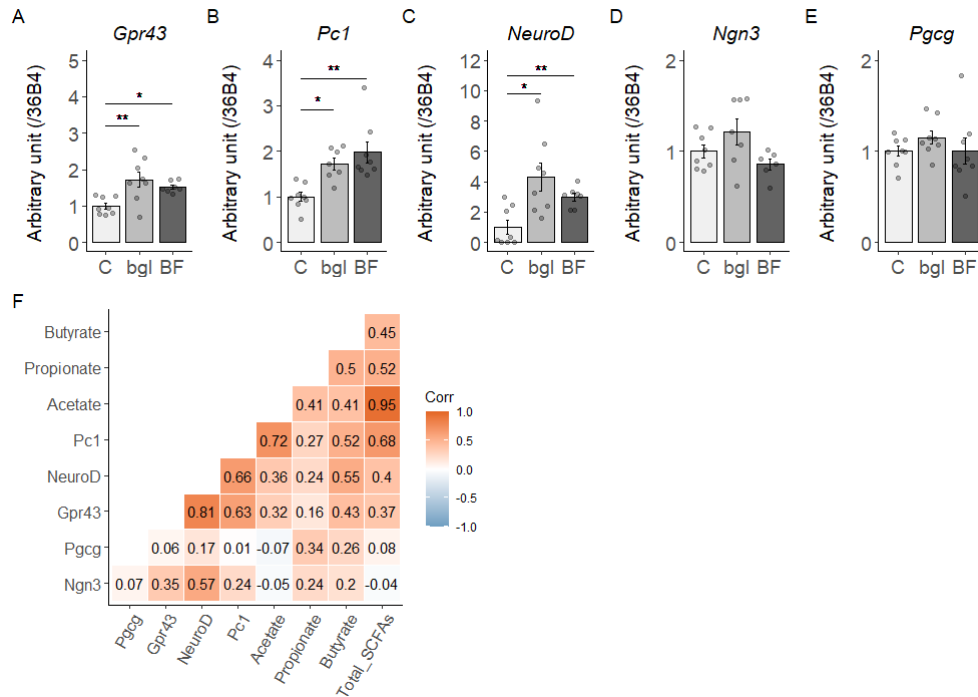 A
Gpr43
Arbitrary unit (/36B4)
5
4
3
2
1
0
*
**
C bgl BF
B
Pc1
Arbitrary unit (/36B4)
4
3
2
1
0
**
*
C bgl BF
C
NeuroD
Arbitrary unit (/36B4)
10
8
6
4
2
0
**
*
C bgl BF
D
Ngn3
Arbitrary unit (/36B4)
2
1
0
C bgl BF
E
Pgcg
Arbitrary unit (/36B4)
2
1
0
C bgl BF
F
Butyrate 0.45
Propionate 0.5 0.52
Acetate 0.41 0.41 0.95
Pc1 0.72 0.27 0.52 0.68
NeuroD 0.66 0.36 0.24 0.55 0.4
Gpr43 0.81 0.63 0.32 0.16 0.43 0.37
Pgcg 0.06 0.17 0.01 -0.07 0.34 0.26 0.08
Ngn3 0.07 0.35 0.57 0.24 -0.05 0.24 0.2 -0.04
Pgcg Gpr43 NeuroD Pc1 Acetate Propionate Butyrate Total_SCFAs
Corr
1.0
0.5
0.0
-0.5
-1.0